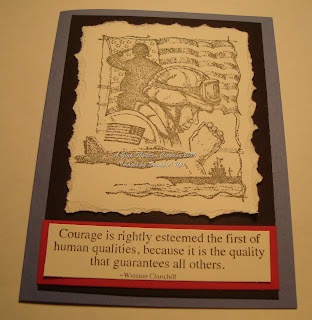 Courage is rightly esteemed the first of
human qualities, because it is the quality
that guarantees all others.
~Winston Churchill